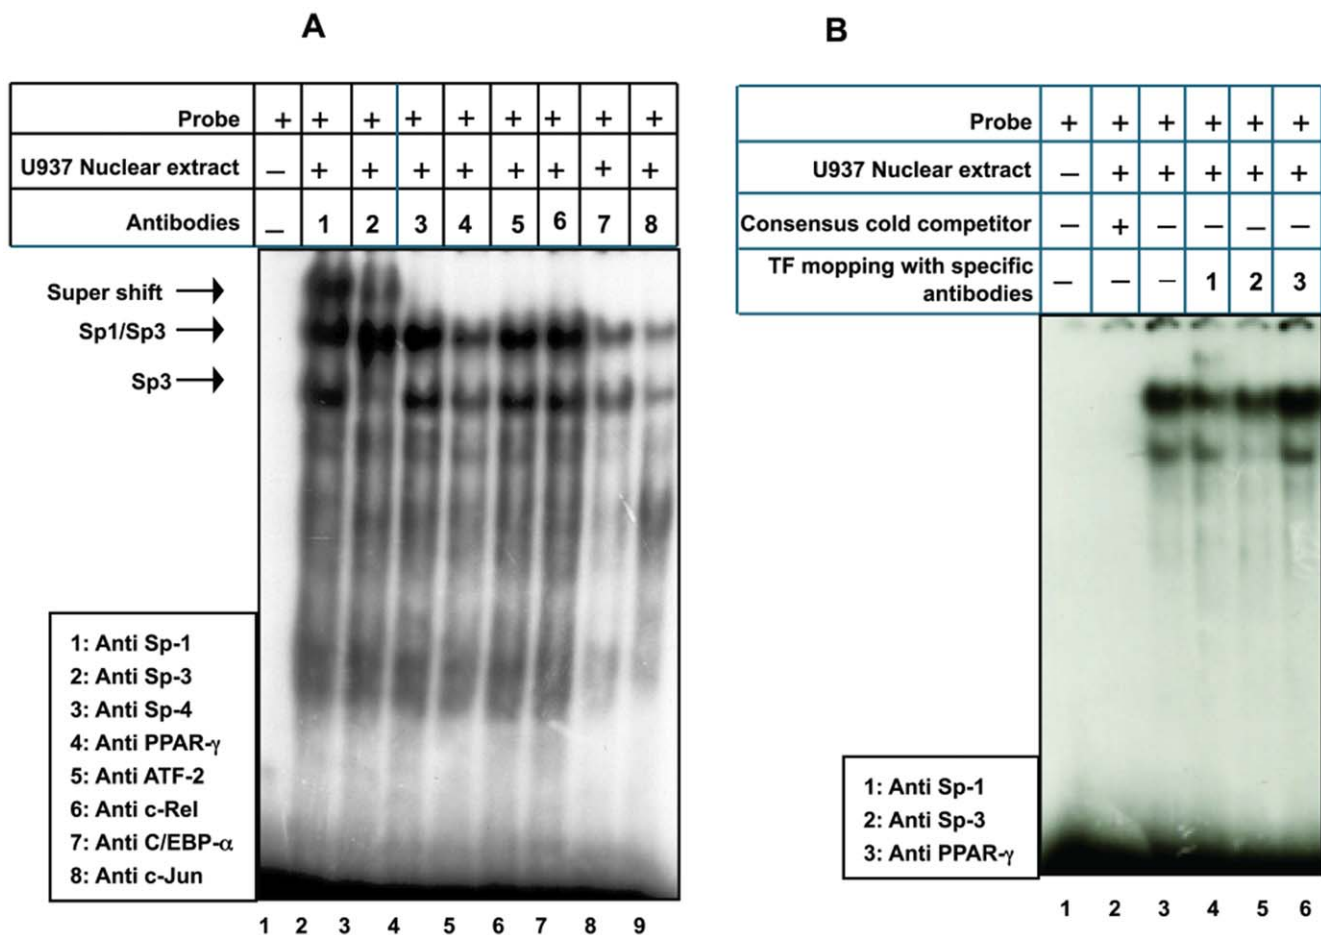 A
Probe + + + + + + + + +
U937 Nuclear extract – + + + + + + + +
Antibodies – 1 2 3 4 5 6 7 8
Super shift
Sp1/Sp3
Sp3
1: Anti Sp-1
2: Anti Sp-3
3: Anti Sp-4
4: Anti PPAR-γ
5: Anti ATF-2
6: Anti c-Rel
7: Anti C/EBP-α
8: Anti c-Jun
1 2 3 4 5 6 7 8 9
B
Probe + + + + + +
U937 Nuclear extract – + + + + +
Consensus cold competitor – + – – – –
TF mopping with specific
antibodies – – – 1 2 3
1: Anti Sp-1
2: Anti Sp-3
3: Anti PPAR-γ
1 2 3 4 5 6